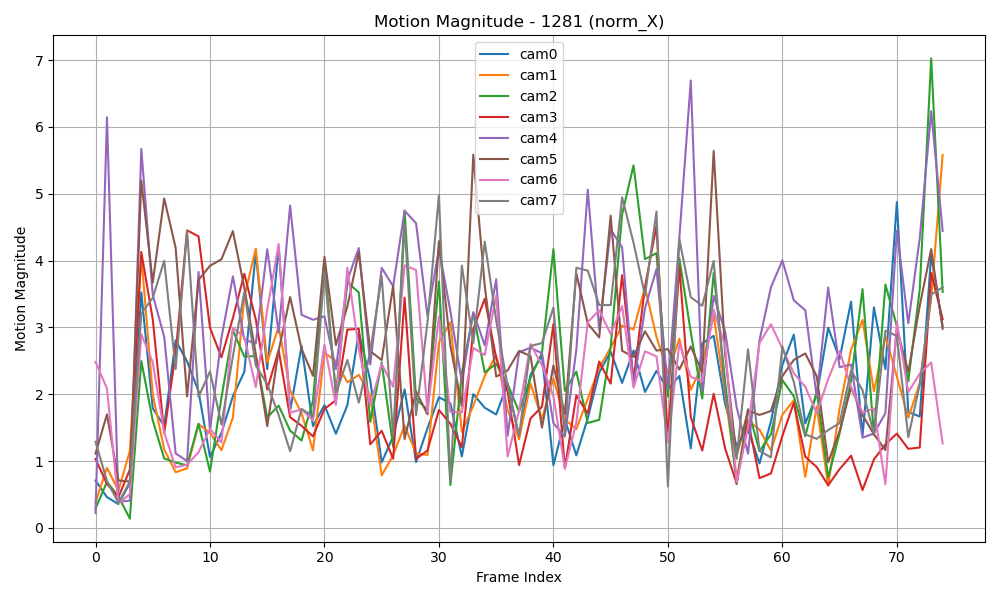 Motion Magnitude - 1281 (norm_X)
cam0
cam1
cam2
cam3
cam4
cam5
cam6
cam7
Motion Magnitude
7
6
5
4
3
2
1
0
0 10 20 30 40 50 60 70
Frame Index